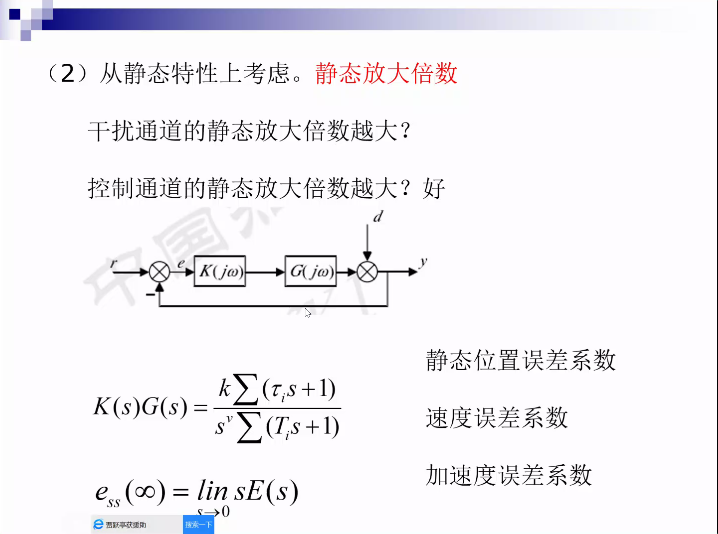 （2）从静态特性上考虑。静态放大倍数
干扰通道的静态放大倍数越大？
控制通道的静态放大倍数越大？好
d
r e K(jω) G(jω) y
−
静态位置误差系数
K(s)G(s) = k∑(τᵢs+1) / sᵛ∑(Tᵢs+1)
速度误差系数
加速度误差系数
eₛₛ(∞) = lin sE(s)
s→0
搜索一下